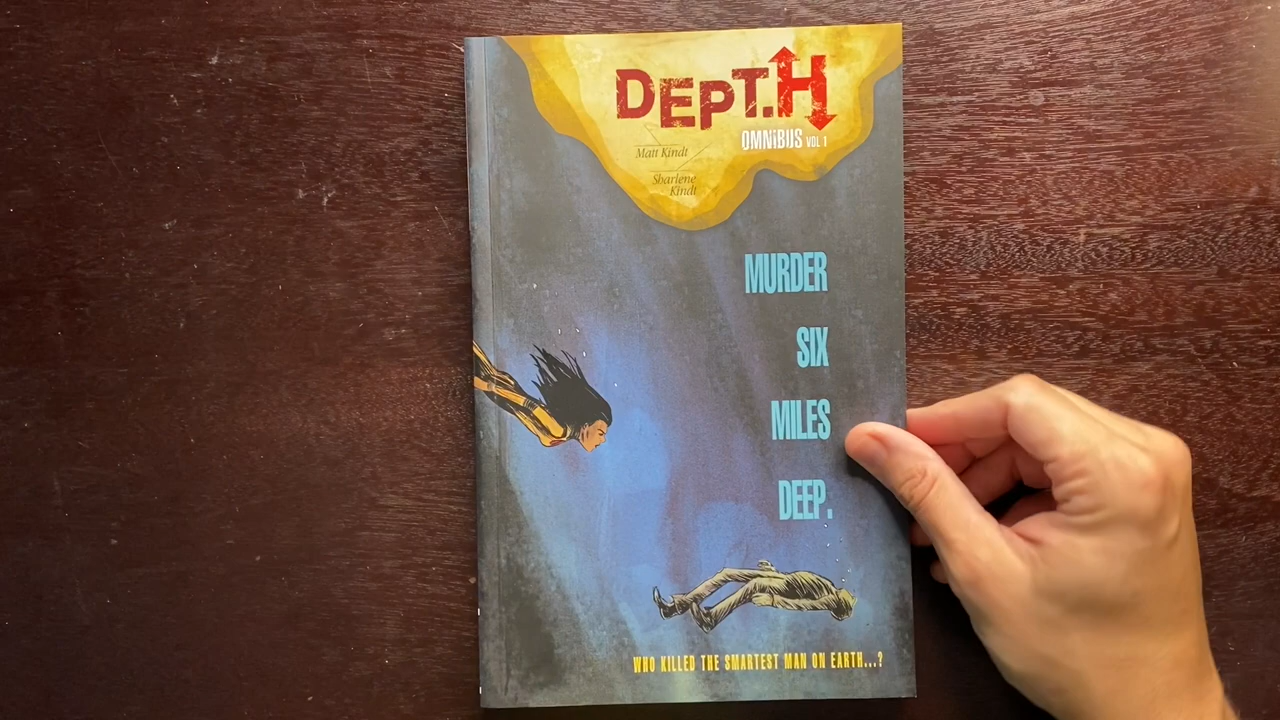 DEPT.H
OMNIBUS VOL 1
Matt Kindt
Sharlene
Kindt
MURDER
SIX
MILES
DEEP.
WHO KILLED THE SMARTEST MAN ON EARTH...?